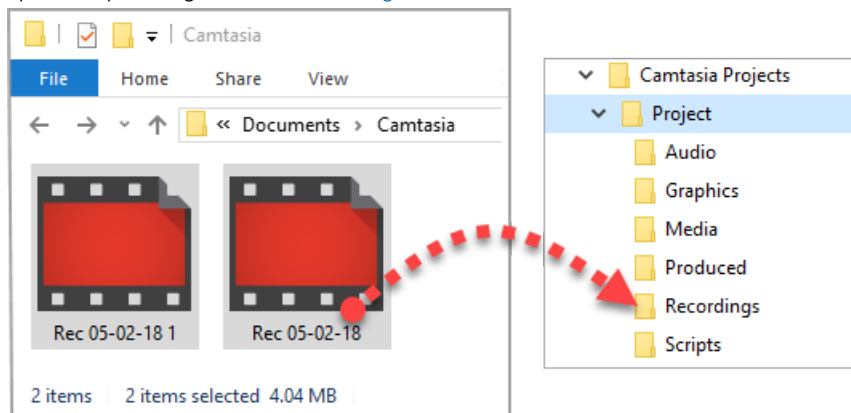 Camtasia
File Home Share View
« Documents › Camtasia
Rec 05-02-18 1 Rec 05-02-18
2 items 2 items selected 4.04 MB
Camtasia Projects
Project
Audio
Graphics
Media
Produced
Recordings
Scripts